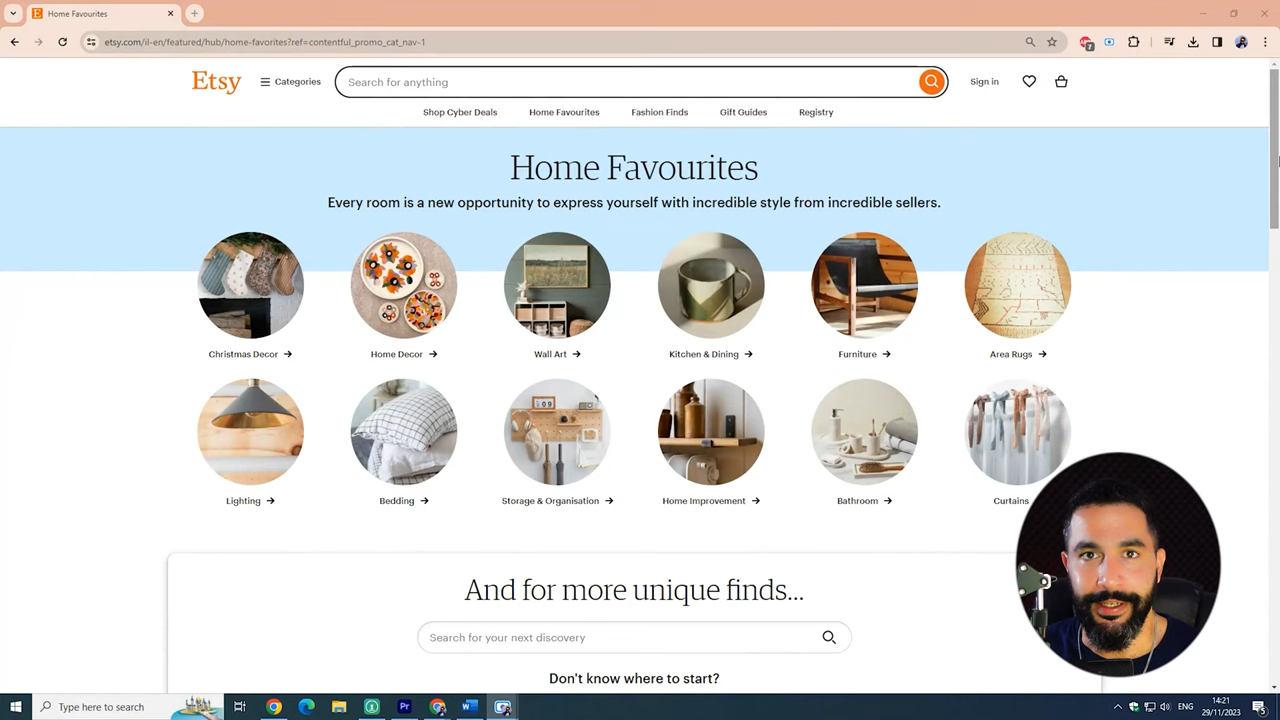 Home Favourites
etsy.com/il-en/featured/hub/home-favorites?ref=contentful_promo_cat_nav-1
7
Etsy
Categories
Search for anything
Sign in
Shop Cyber Deals
Home Favourites
Fashion Finds
Gift Guides
Registry
Home Favourites
Every room is a new opportunity to express yourself with incredible style from incredible sellers.
Christmas Decor
Home Decor
Wall Art
Kitchen & Dining
Furniture
Area Rugs
Lighting
Bedding
Storage & Organisation
Home Improvement
Bathroom
Curtains
And for more unique finds...
Search for your next discovery
Don't know where to start?
Type here to search
ENG
14:21
29/11/2023
5